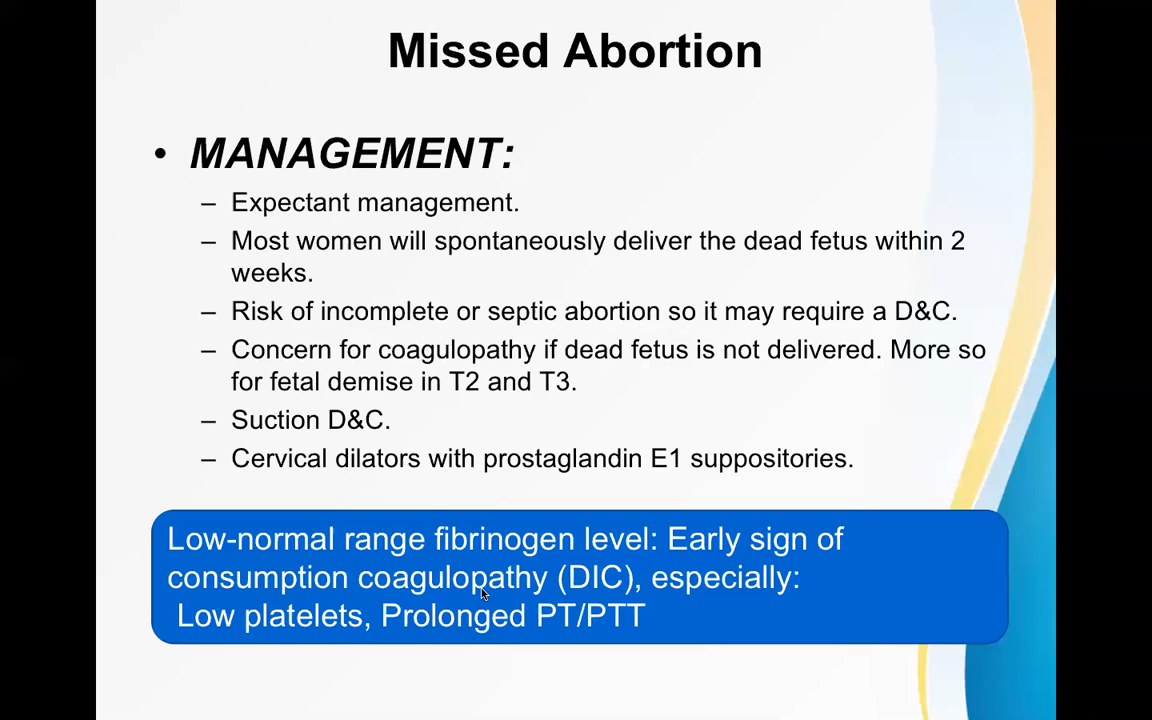 Missed Abortion
• MANAGEMENT:
– Expectant management.
– Most women will spontaneously deliver the dead fetus within 2
weeks.
– Risk of incomplete or septic abortion so it may require a D&C.
– Concern for coagulopathy if dead fetus is not delivered. More so
for fetal demise in T2 and T3.
– Suction D&C.
– Cervical dilators with prostaglandin E1 suppositories.
Low-normal range fibrinogen level: Early sign of
consumption coagulopathy (DIC), especially:
Low platelets, Prolonged PT/PTT